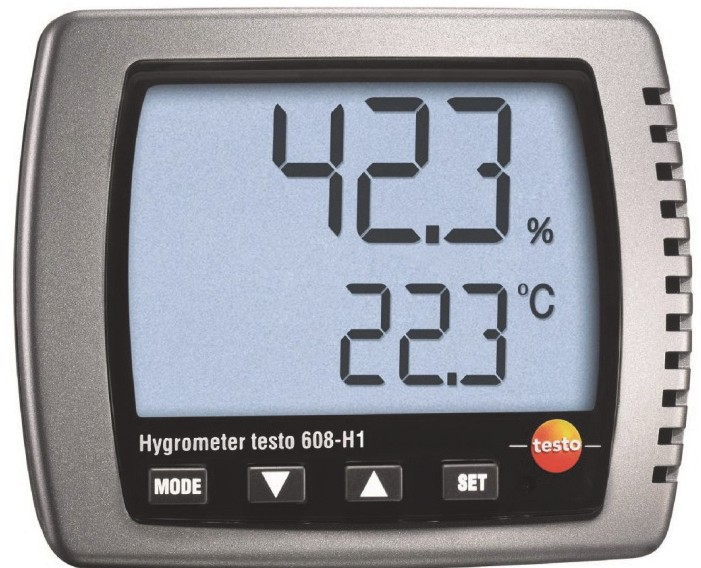 42.3 %
22.3 °C
Hygrometer testo 608-H1
testo
MODE ▼ ▲ SET